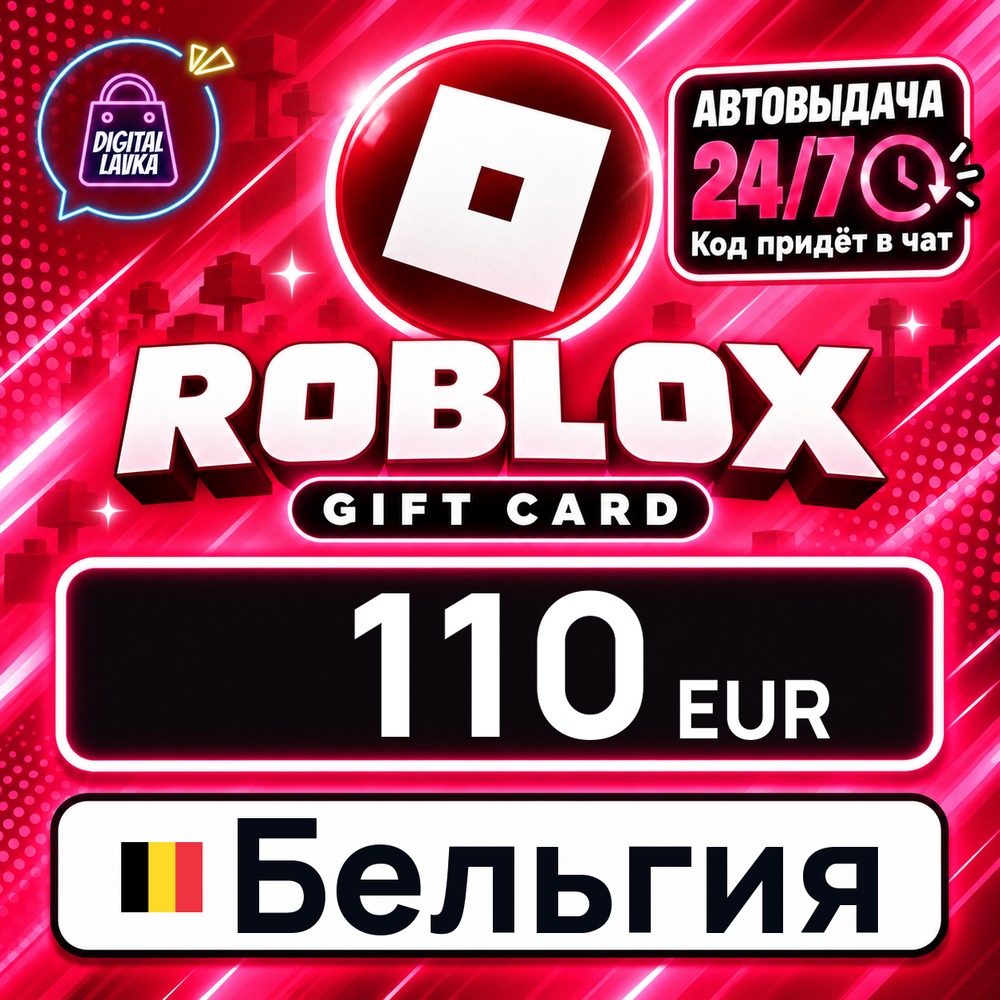 DIGITAL
LAVKA
АВТОВЫДАЧА
24/7
Код придёт в чат
ROBLOX
GIFT CARD
110 EUR
Бельгия